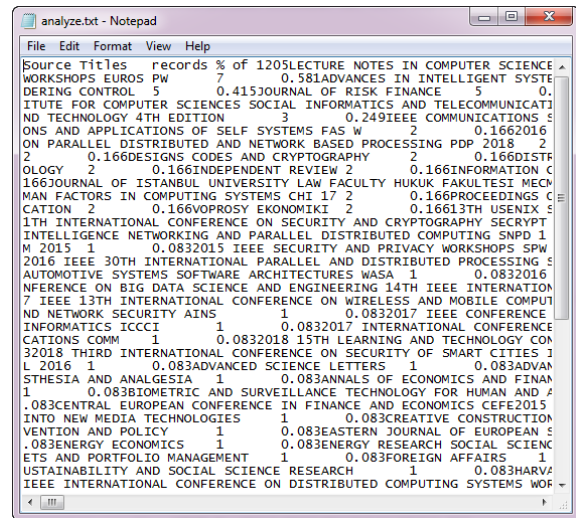 analyze.txt - Notepad
File Edit Format View Help
Source Titles records % of 1205LECTURE NOTES IN COMPUTER SCIENCE
WORKSHOPS EUROS PW 7 0.581ADVANCES IN INTELLIGENT SYSTE
DERING CONTROL 5 0.415JOURNAL OF RISK FINANCE 5 0.
ITUTE FOR COMPUTER SCIENCES SOCIAL INFORMATICS AND TELECOMMUNICATI
ND TECHNOLOGY 4TH EDITION 3 0.249IEEE COMMUNICATIONS S
ONS AND APPLICATIONS OF SELF SYSTEMS FAS W 2 0.1662016
ON PARALLEL DISTRIBUTED AND NETWORK BASED PROCESSING PDP 2018 2
2 0.166DESIGNS CODES AND CRYPTOGRAPHY 2 0.166DISTR
OLOGY 2 0.166INDEPENDENT REVIEW 2 0.166INFORMATION C
166JOURNAL OF ISTANBUL UNIVERSITY LAW FACULTY HUKUK FAKULTESI MECM
MAN FACTORS IN COMPUTING SYSTEMS CHI 17 2 0.166PROCEEDINGS C
CATION 2 0.166VOPROSY EKONOMIKI 2 0.16613TH USENIX S
1TH INTERNATIONAL CONFERENCE ON SECURITY AND CRYPTOGRAPHY SECRYPT
INTELLIGENCE NETWORKING AND PARALLEL DISTRIBUTED COMPUTING SNPD 1
M 2015 1 0.0832015 IEEE SECURITY AND PRIVACY WORKSHOPS SPW
2016 IEEE 30TH INTERNATIONAL PARALLEL AND DISTRIBUTED PROCESSING S
AUTOMOTIVE SYSTEMS SOFTWARE ARCHITECTURES WASA 1 0.0832016
NFERENCE ON BIG DATA SCIENCE AND ENGINEERING 14TH IEEE INTERNATION
7 IEEE 13TH INTERNATIONAL CONFERENCE ON WIRELESS AND MOBILE COMPUT
ND NETWORK SECURITY AINS 1 0.0832017 IEEE CONFERENCE
INFORMATICS ICCCI 1 0.0832017 INTERNATIONAL CONFERENCE
CATIONS COMM 1 0.0832018 15TH LEARNING AND TECHNOLOGY CON
32018 THIRD INTERNATIONAL CONFERENCE ON SECURITY OF SMART CITIES I
L 2016 1 0.083ADVANCED SCIENCE LETTERS 1 0.083ADVAN
STHESIA AND ANALGESIA 1 0.083ANNALS OF ECONOMICS AND FINAN
1 0.083BIOMETRIC AND SURVEILLANCE TECHNOLOGY FOR HUMAN AND A
.083CENTRAL EUROPEAN CONFERENCE IN FINANCE AND ECONOMICS CEFE2015
INTO NEW MEDIA TECHNOLOGIES 1 0.083CREATIVE CONSTRUCTION
VENTION AND POLICY 1 0.083EASTERN JOURNAL OF EUROPEAN S
.083ENERGY ECONOMICS 1 0.083ENERGY RESEARCH SOCIAL SCIENC
ETS AND PORTFOLIO MANAGEMENT 1 0.083FOREIGN AFFAIRS 1
USTAINABILITY AND SOCIAL SCIENCE RESEARCH 1 0.083HARVA
IEEE INTERNATIONAL CONFERENCE ON DISTRIBUTED COMPUTING SYSTEMS WOR